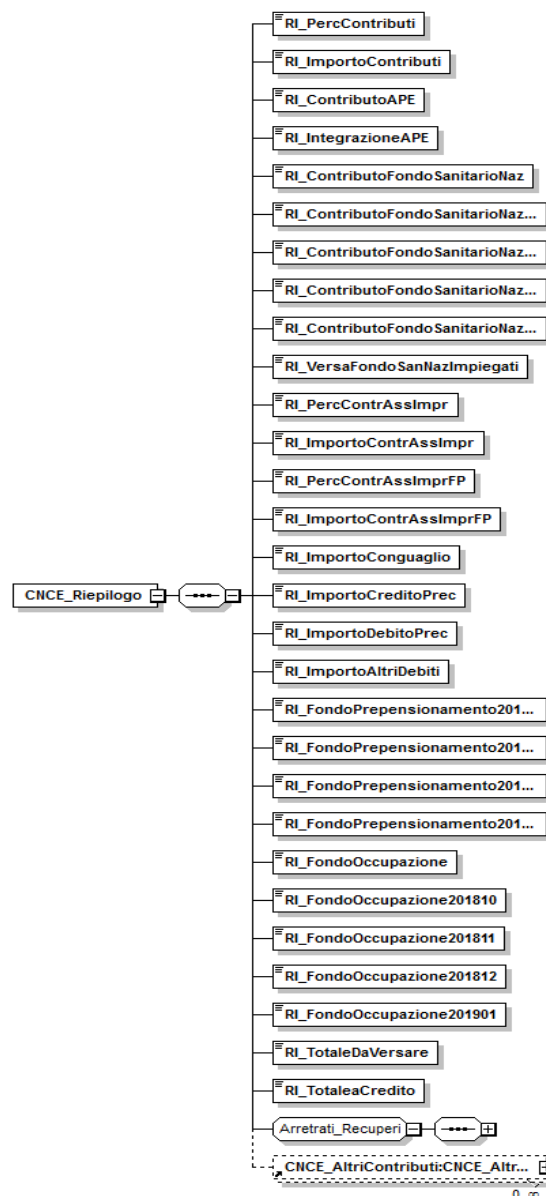 RI_PercContributi
RI_ImportoContributi
RI_ContributoAPE
RI_IntegrazioneAPE
RI_ContributoFondoSanitarioNaz
RI_ContributoFondoSanitarioNaz...
RI_ContributoFondoSanitarioNaz...
RI_ContributoFondoSanitarioNaz...
RI_ContributoFondoSanitarioNaz...
RI_VersaFondoSanNazImpiegati
RI_PercContrAssImpr
RI_ImportoContrAssImpr
RI_PercContrAssImprFP
RI_ImportoContrAssImprFP
RI_ImportoConguaglio
CNCE_Riepilogo
RI_ImportoCreditoPrec
RI_ImportoDebitoPrec
RI_ImportoAltriDebiti
RI_FondoPrepensionamento201...
RI_FondoPrepensionamento201...
RI_FondoPrepensionamento201...
RI_FondoPrepensionamento201...
RI_FondoOccupazione
RI_FondoOccupazione201810
RI_FondoOccupazione201811
RI_FondoOccupazione201812
RI_FondoOccupazione201901
RI_TotaleDaVersare
RI_TotaleaCredito
Arretrati_Recuperi
CNCE_AltriContributi:CNCE_Altr...